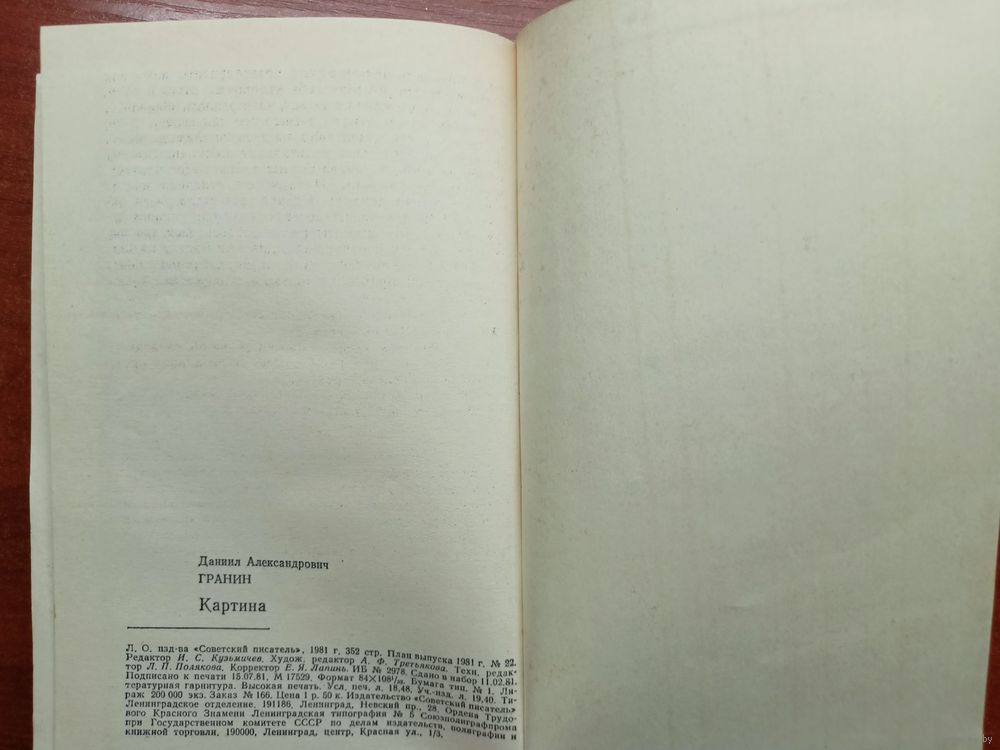 Даниил Александрович
ГРАНИН
Картина
Л. О. изд-ва «Советский писатель», 1981 г. 352 стр. План выпуска 1981 г. № 22.
Редактор И. С. Кузьмичев. Худож. редактор А. Ф. Третьякова. Техн. редак-
тор Л. П. Полякова. Корректор Е. Я. Лапинь. ИБ № 2978. Сдано в набор 11.02.81.
Подписано к печати 15.07.81. М 17529. Формат 84×108¹/₃₂. Бумага тип. № 1. Ли-
тературная гарнитура. Высокая печать. Усл. печ. л. 18,48. Уч.-изд. л. 19,40. Ти-
раж 200 000 экз. Заказ № 166. Цена 1 р. 50 к. Издательство «Советский писатель»
Ленинградское отделение. 191186, Ленинград, Невский пр., 28. Ордена Трудо-
вого Красного Знамени Ленинградская типография № 5 Союзполиграфпрома
при Государственном комитете СССР по делам издательств, полиграфии и
книжной торговли. 190000, Ленинград, центр, Красная ул., 1/3.